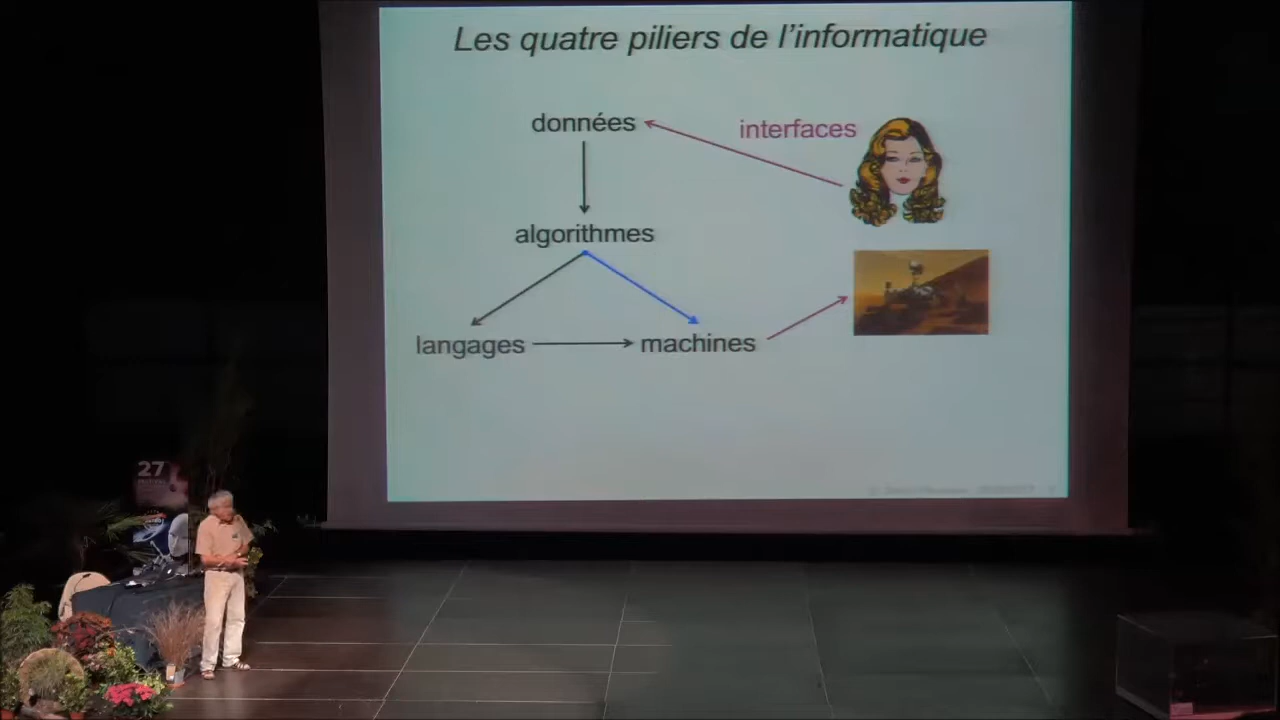 Les quatre piliers de l'informatique
données
interfaces
algorithmes
langages
machines
27